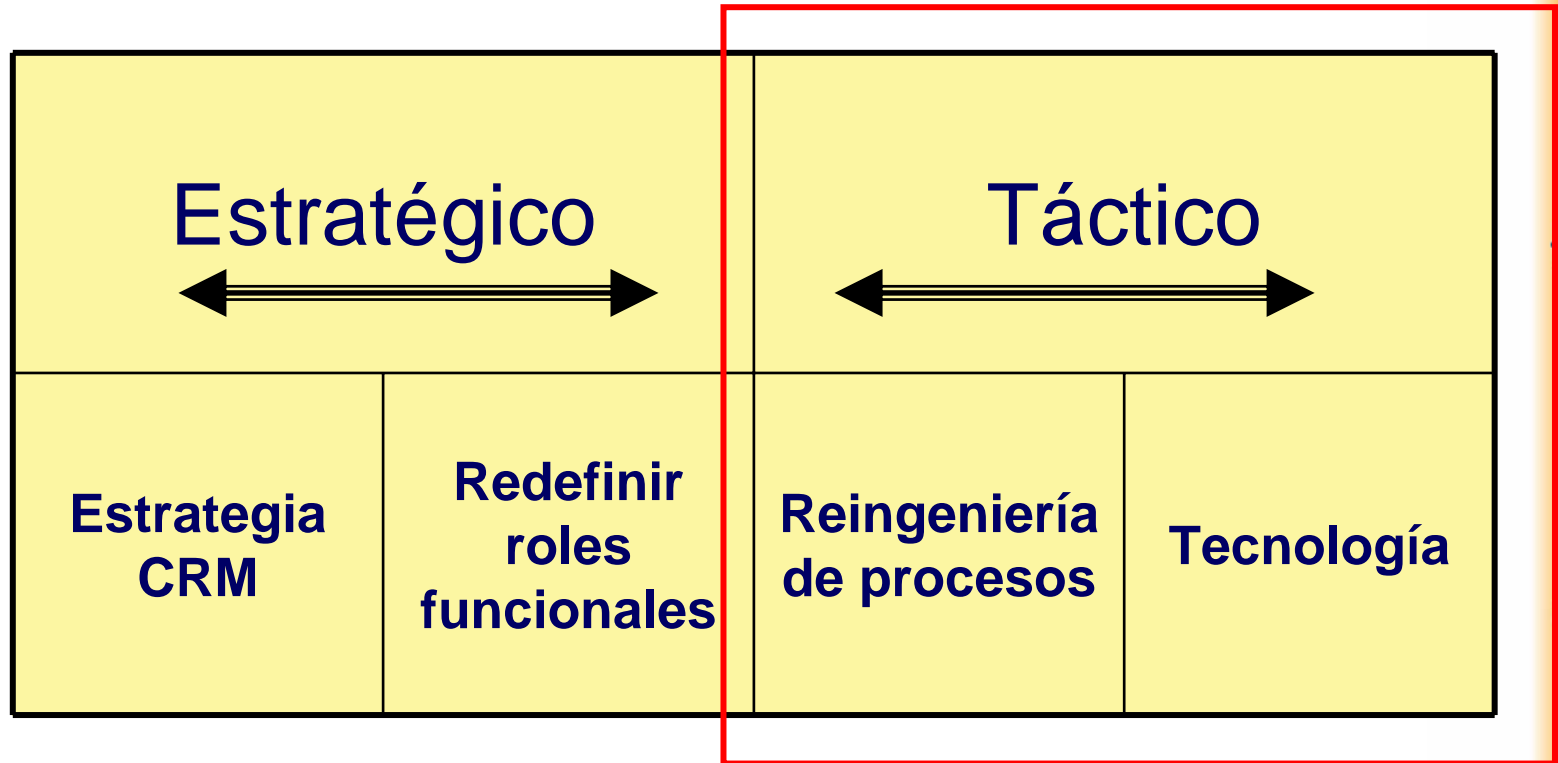 Estratégico
Táctico
Estrategia
CRM
Redefinir
roles
funcionales
Reingeniería
de procesos
Tecnología